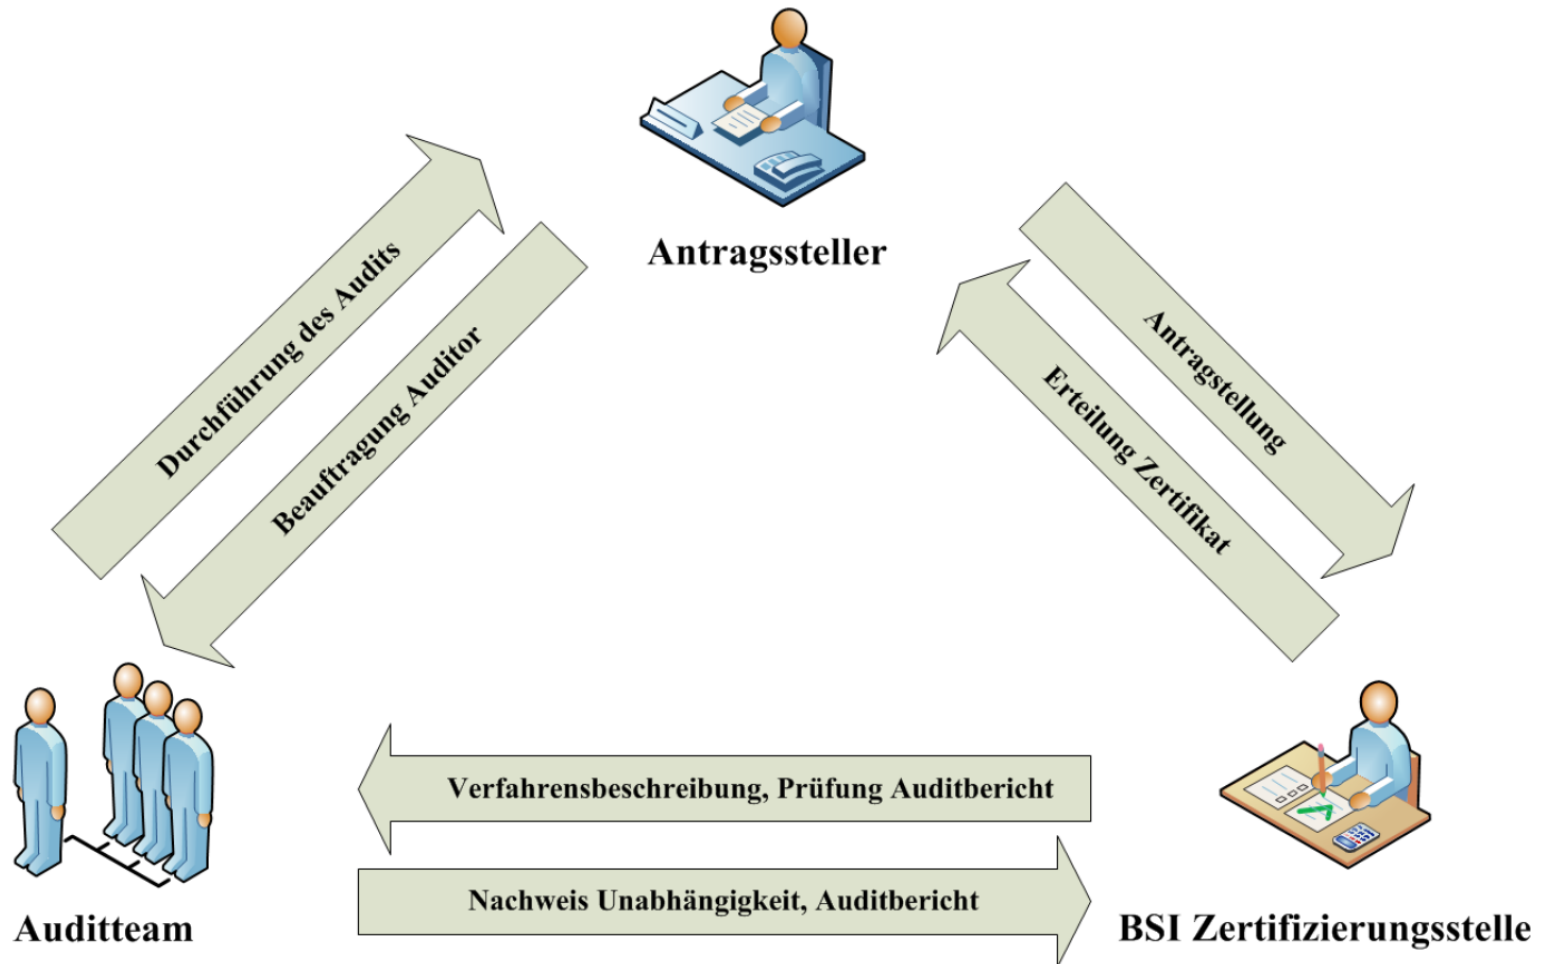 Antragssteller
Durchführung des Audits
Beauftragung Auditor
Antragstellung
Erteilung Zertifikat
Verfahrensbeschreibung, Prüfung Auditbericht
Nachweis Unabhängigkeit, Auditbericht
Auditteam
BSI Zertifizierungsstelle